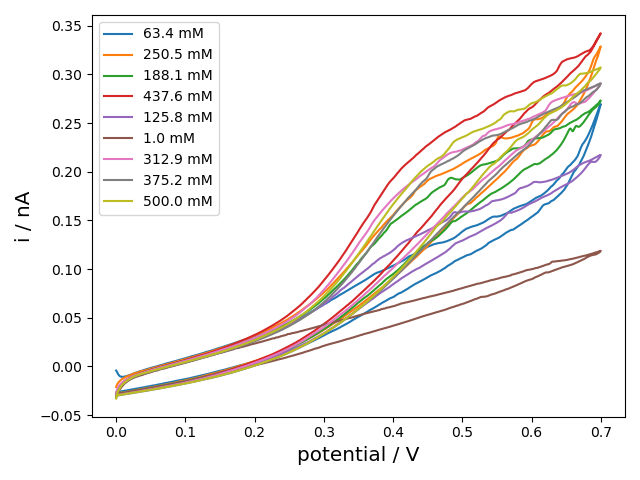 0.35
0.30
0.25
0.20
0.15
0.10
0.05
0.00
−0.05
i / nA
63.4 mM
250.5 mM
188.1 mM
437.6 mM
125.8 mM
1.0 mM
312.9 mM
375.2 mM
500.0 mM
0.0 0.1 0.2 0.3 0.4 0.5 0.6 0.7
potential / V